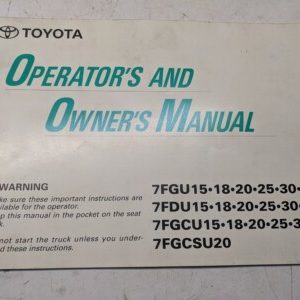 TOYOTA
OPERATOR'S AND
OWNER'S MANUAL
WARNING
ke sure these important instructions are
ailable for the operator.
p this manual in the pocket on the seat
k.
not start the truck unless you under-
d these instructions.
7FGU15·18·20·25·30·
7FDU15·18·20·25·30·
7FGCU15·18·20·25·3
7FGCSU20